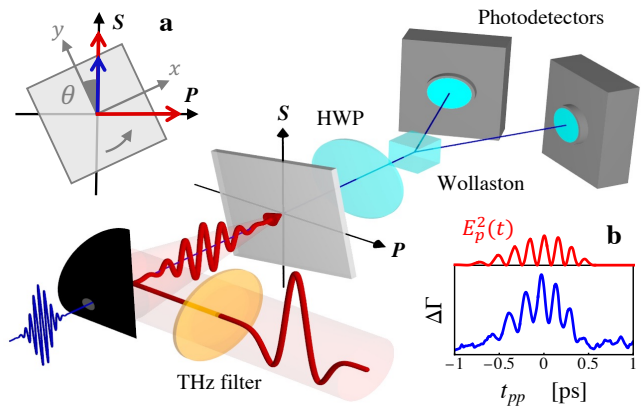 Photodetectors
S
a
y
x
θ
P
HWP
S
Wollaston
P
E_p^2(t)
b
ΔΓ
THz filter
−1 −0.5 0 0.5 1
t_pp [ps]